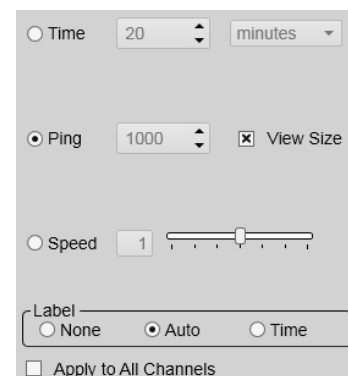 Time 20 minutes
Ping 1000 View Size
Speed 1
Label
None Auto Time
Apply to All Channels